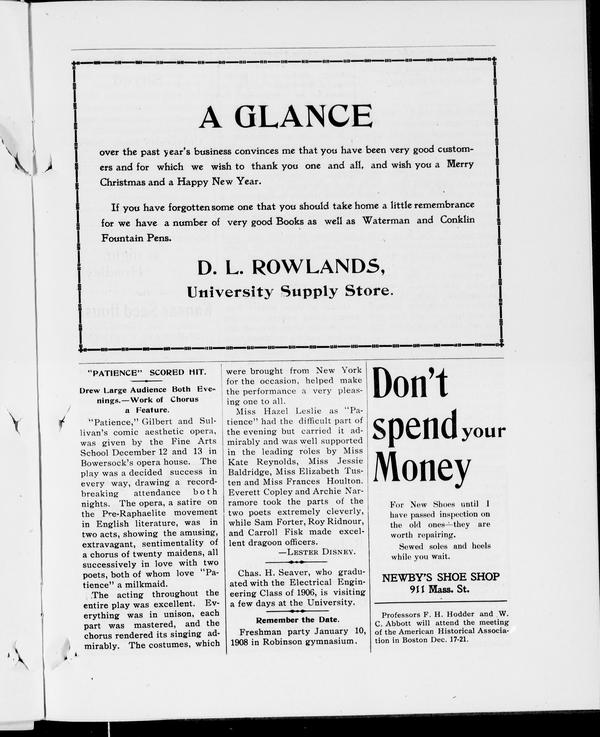 A GLANCE
over the past year's business convinces me that you have been very good custom-
ers and for which we wish to thank you one and all, and wish you a Merry
Christmas and a Happy New Year.
If you have forgotten some one that you should take home a little remembrance
for we have a number of very good Books as well as Waterman and Conklin
Fountain Pens.
D. L. ROWLANDS,
University Supply Store.
"PATIENCE" SCORED HIT.
Drew Large Audience Both Eve-
nings.—Work of Chorus
a Feature.
"Patience," Gilbert and Sul-
livan's comic aesthetic opera,
was given by the Fine Arts
School December 12 and 13 in
Bowersock's opera house. The
play was a decided success in
every way, drawing a record-
breaking attendance both
nights. The opera, a satire on
the Pre-Raphaelite movement
in English literature, was in
two acts, showing the amusing,
extravagant, sentimentality of
a chorus of twenty maidens, all
successively in love with two
poets, both of whom love "Pa-
tience" a milkmaid.
The acting throughout the
entire play was excellent. Ev-
erything was in unison, each
part was mastered, and the
chorus rendered its singing ad-
mirably. The costumes, which
were brought from New York
for the occasion, helped make
the performance a very pleas-
ing one to all.
Miss Hazel Leslie as "Pa-
tience" had the difficult part of
the evening but carried it ad-
mirably and was well supported
in the leading roles by Miss
Kate Reynolds, Miss Jessie
Baldridge, Miss Elizabeth Tus-
ten and Miss Frances Houlton.
Everett Copley and Archie Nar-
ramore took the parts of the
two poets extremely cleverly,
while Sam Forter, Roy Ridnour,
and Carroll Fisk made excel-
lent dragoon officers.
—LESTER DISNEY.
Chas. H. Seaver, who gradu-
ated with the Electrical Engin-
eering Class of 1906, is visiting
a few days at the University.
Remember the Date.
Freshman party January 10,
1908 in Robinson gymnasium.
Don't
spend your
Money
For New Shoes until I
have passed inspection on
the old ones—they are
worth repairing.
Sewed soles and heels
while you wait.
NEWBY'S SHOE SHOP
911 Mass. St.
Professors F. H. Hodder and W.
C. Abbott will attend the meeting
of the American Historical Associa-
tion in Boston Dec. 17-21.